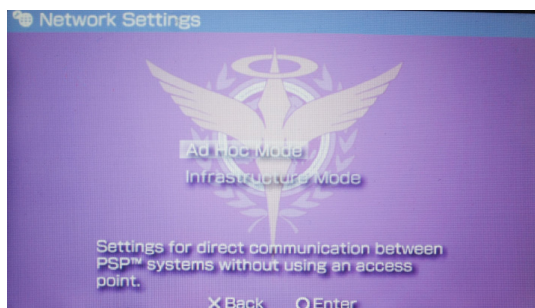 Network Settings
Ad Hoc Mode
Infrastructure Mode
Settings for direct communication between
PSP™ systems without using an access
point.
X Back O Enter